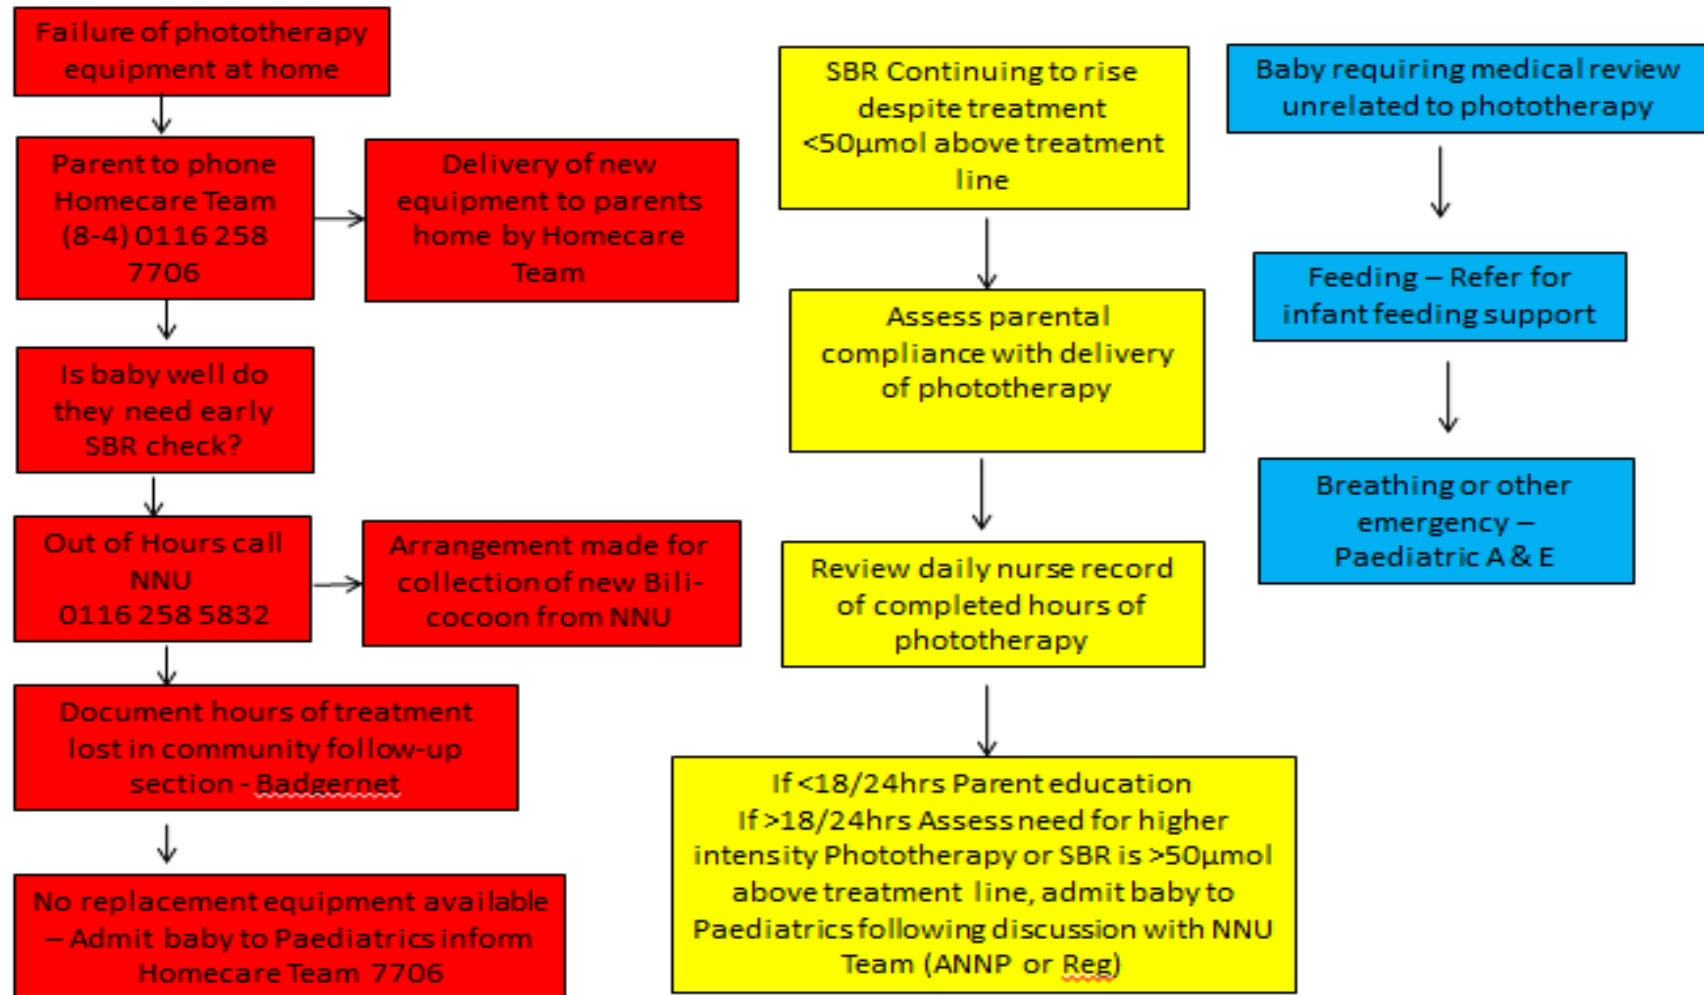 Failure of phototherapy
equipment at home
Parent to phone
Homecare Team
(8-4) 0116 258
7706
Delivery of new
equipment to parents
home by Homecare
Team
Is baby well do
they need early
SBR check?
Out of Hours call
NNU
0116 258 5832
Arrangement made for
collection of new Bili-
cocoon from NNU
Document hours of treatment
lost in community follow-up
section - Badgernet
No replacement equipment available
– Admit baby to Paediatrics inform
Homecare Team 7706
SBR Continuing to rise
despite treatment
<50µmol above treatment
line
Assess parental
compliance with delivery
of phototherapy
Review daily nurse record
of completed hours of
phototherapy
If <18/24hrs Parent education
If >18/24hrs Assess need for higher
intensity Phototherapy or SBR is >50µmol
above treatment line, admit baby to
Paediatrics following discussion with NNU
Team (ANNP or Reg)
Baby requiring medical review
unrelated to phototherapy
Feeding – Refer for
infant feeding support
Breathing or other
emergency –
Paediatric A & E